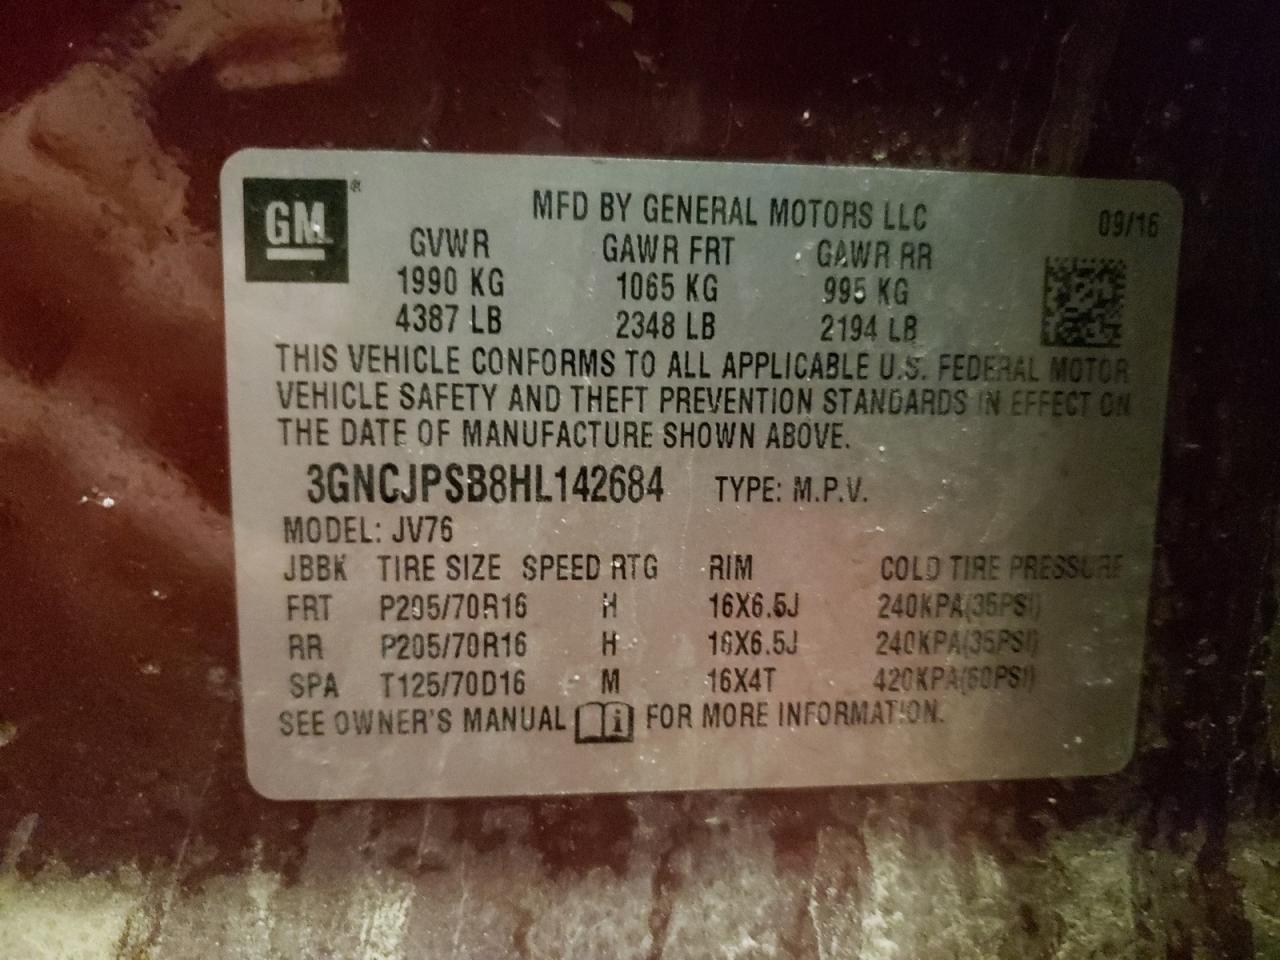 GM ®
MFD BY GENERAL MOTORS LLC 09/16
GVWR GAWR FRT GAWR RR
1990 KG 1065 KG 995 KG
4387 LB 2348 LB 2194 LB
THIS VEHICLE CONFORMS TO ALL APPLICABLE U.S. FEDERAL MOTOR
VEHICLE SAFETY AND THEFT PREVENTION STANDARDS IN EFFECT ON
THE DATE OF MANUFACTURE SHOWN ABOVE.
3GNCJPSB8HL142684 TYPE: M.P.V.
MODEL: JV76
JBBK TIRE SIZE SPEED RTG RIM COLD TIRE PRESSURE
FRT P205/70R16 H 16X6.5J 240KPA(35PSI)
RR P205/70R16 H 16X6.5J 240KPA(35PSI)
SPA T125/70D16 M 16X4T 420KPA(60PSI)
SEE OWNER'S MANUAL i FOR MORE INFORMATION.